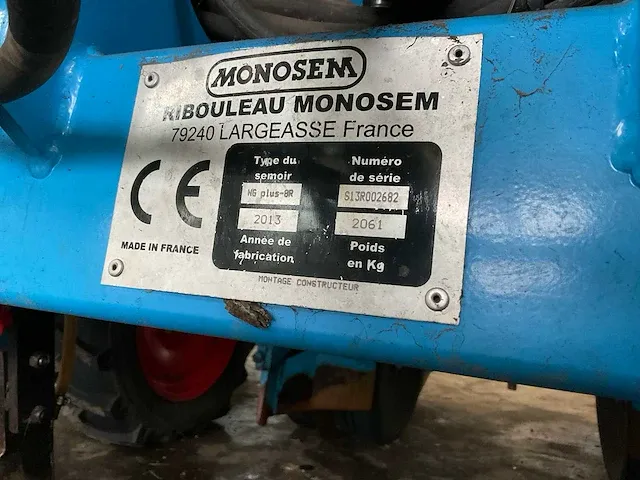 MONOSEM
RIBOULEAU MONOSEM
79240 LARGEASSE France
CE
Type du semoir
Numéro de série
NG plus-8R
S13R002682
2013
2061
Année de fabrication
Poids en Kg
MADE IN FRANCE
MONTAGE CONSTRUCTEUR